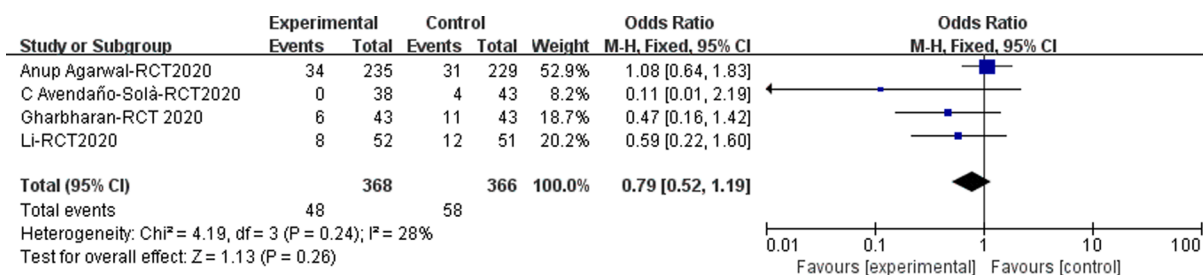 Experimental Control Odds Ratio Odds Ratio
Study or Subgroup Events Total Events Total Weight M-H, Fixed, 95% CI M-H, Fixed, 95% CI
Anup Agarwal-RCT2020 34 235 31 229 52.9% 1.08 [0.64, 1.83]
C Avendaño-Solà-RCT2020 0 38 4 43 8.2% 0.11 [0.01, 2.19]
Gharbharan-RCT 2020 6 43 11 43 18.7% 0.47 [0.16, 1.42]
Li-RCT2020 8 52 12 51 20.2% 0.59 [0.22, 1.60]
Total (95% CI) 368 366 100.0% 0.79 [0.52, 1.19]
Total events 48 58
Heterogeneity: Chi² = 4.19, df = 3 (P = 0.24); I² = 28%
Test for overall effect: Z = 1.13 (P = 0.26)
0.01 0.1 1 10 100
Favours [experimental] Favours [control]